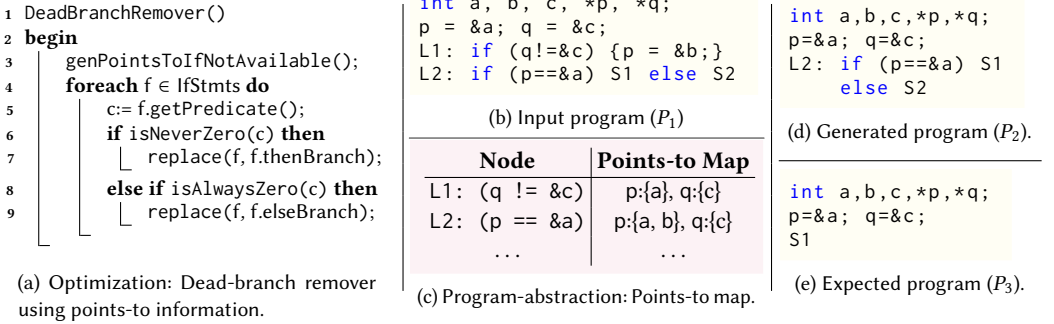 1 DeadBranchRemover()
2 begin
3 genPointsToIfNotAvailable();
4 foreach f ∈ IfStmts do
5 c:= f.getPredicate();
6 if isNeverZero(c) then
7 replace(f, f.thenBranch);
8 else if isAlwaysZero(c) then
9 replace(f, f.elseBranch);
(a) Optimization: Dead-branch remover
using points-to information.
int a, b, c, *p, *q;
p = &a; q = &c;
L1: if (q!=&c) {p = &b;}
L2: if (p==&a) S1 else S2
(b) Input program (P1)
Node Points-to Map
L1: (q != &c) p:{a}, q:{c}
L2: (p == &a) p:{a, b}, q:{c}
... ...
(c) Program-abstraction: Points-to map.
int a,b,c,*p,*q;
p=&a; q=&c;
L2: if (p==&a) S1
else S2
(d) Generated program (P2).
int a,b,c,*p,*q;
p=&a; q=&c;
S1
(e) Expected program (P3).